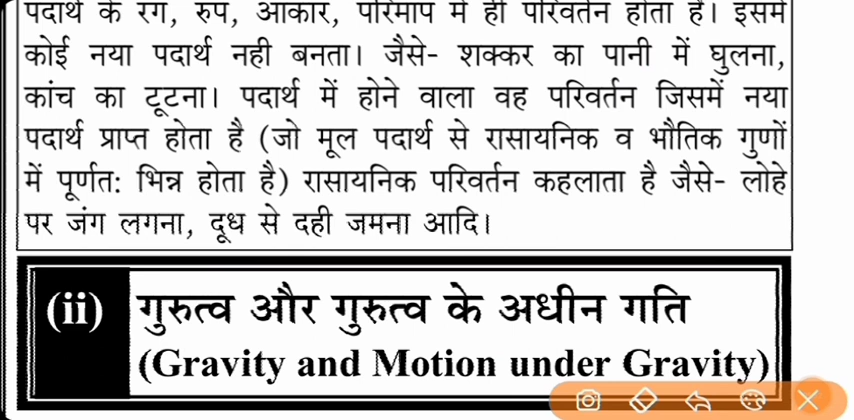 पदार्थ के रंग, रुप, आकार, परिमाप में ही परिवर्तन होता है। इसमें
कोई नया पदार्थ नही बनता। जैसे- शक्कर का पानी में घुलना,
कांच का टूटना। पदार्थ में होने वाला वह परिवर्तन जिसमें नया
पदार्थ प्राप्त होता है (जो मूल पदार्थ से रासायनिक व भौतिक गुणों
में पूर्णत: भिन्न होता है) रासायनिक परिवर्तन कहलाता है जैसे- लोहे
पर जंग लगना, दूध से दही जमना आदि।
(ii) गुरुत्व और गुरुत्व के अधीन गति
(Gravity and Motion under Gravity)